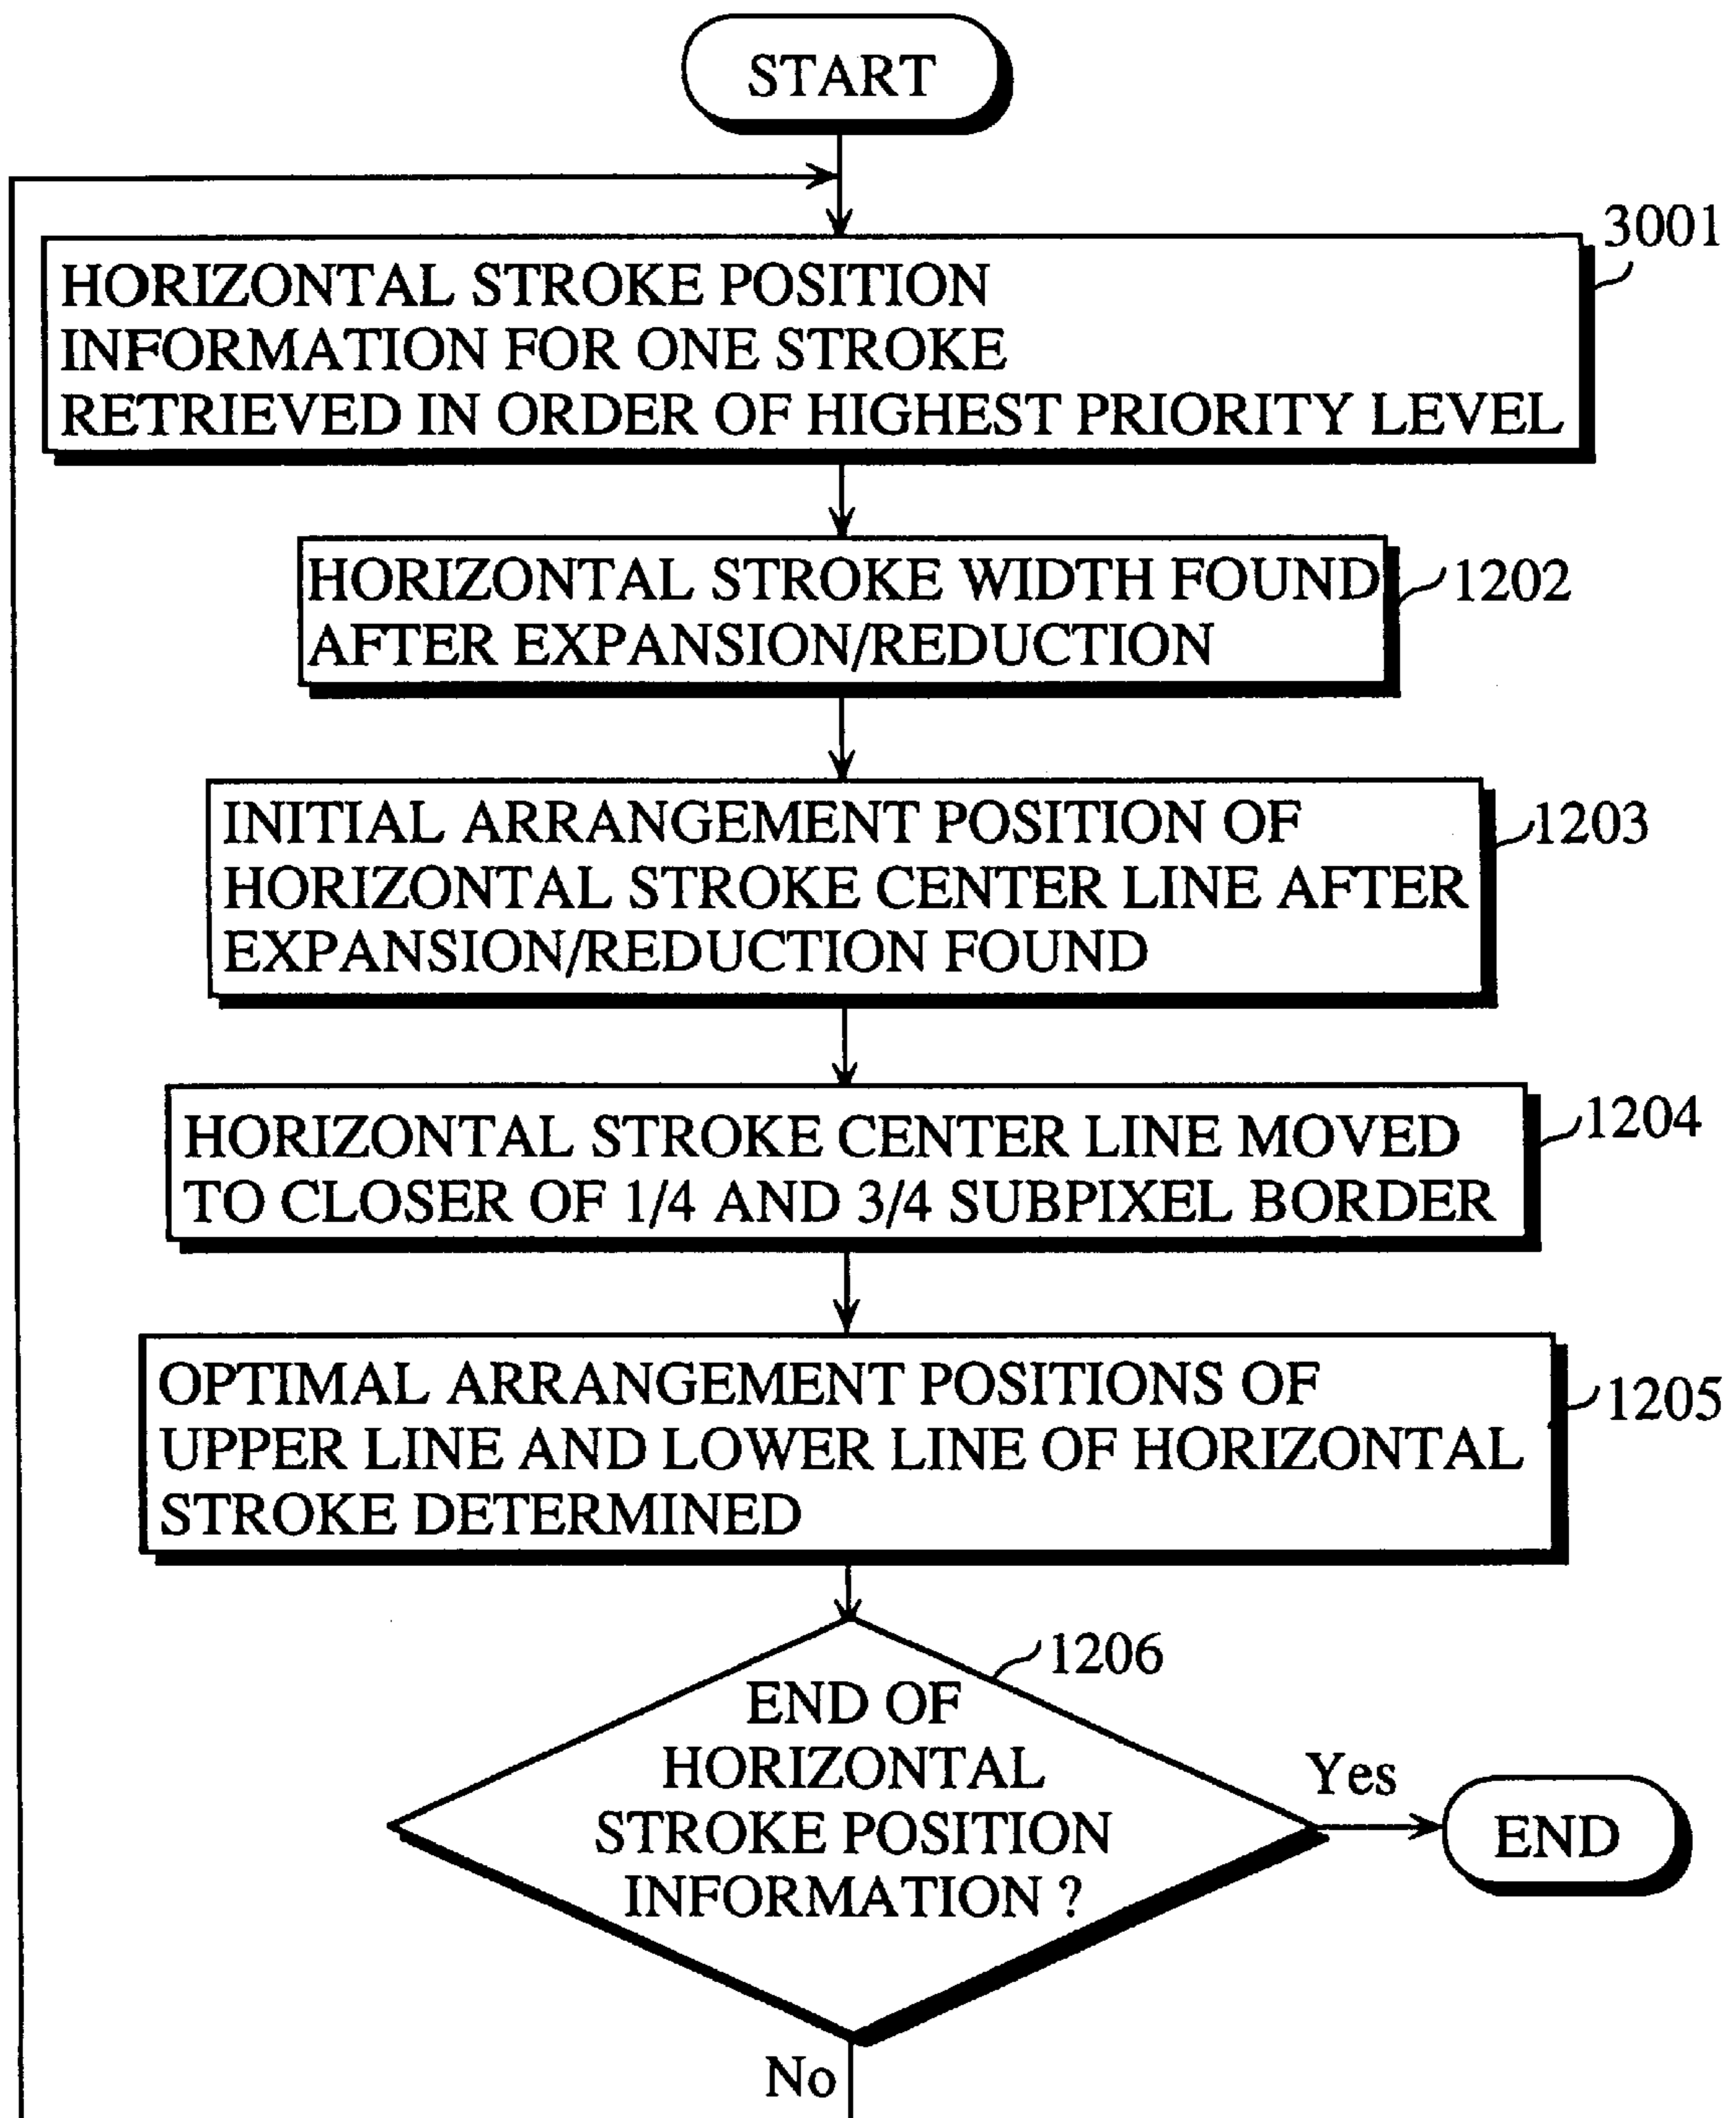 START
3001
HORIZONTAL STROKE POSITION
INFORMATION FOR ONE STROKE
RETRIEVED IN ORDER OF HIGHEST PRIORITY LEVEL
HORIZONTAL STROKE WIDTH FOUND
AFTER EXPANSION/REDUCTION
1202
INITIAL ARRANGEMENT POSITION OF
HORIZONTAL STROKE CENTER LINE AFTER
EXPANSION/REDUCTION FOUND
1203
HORIZONTAL STROKE CENTER LINE MOVED
TO CLOSER OF 1/4 AND 3/4 SUBPIXEL BORDER
1204
OPTIMAL ARRANGEMENT POSITIONS OF
UPPER LINE AND LOWER LINE OF HORIZONTAL
STROKE DETERMINED
1205
1206
END OF
HORIZONTAL
STROKE POSITION
INFORMATION ?
Yes
END
No